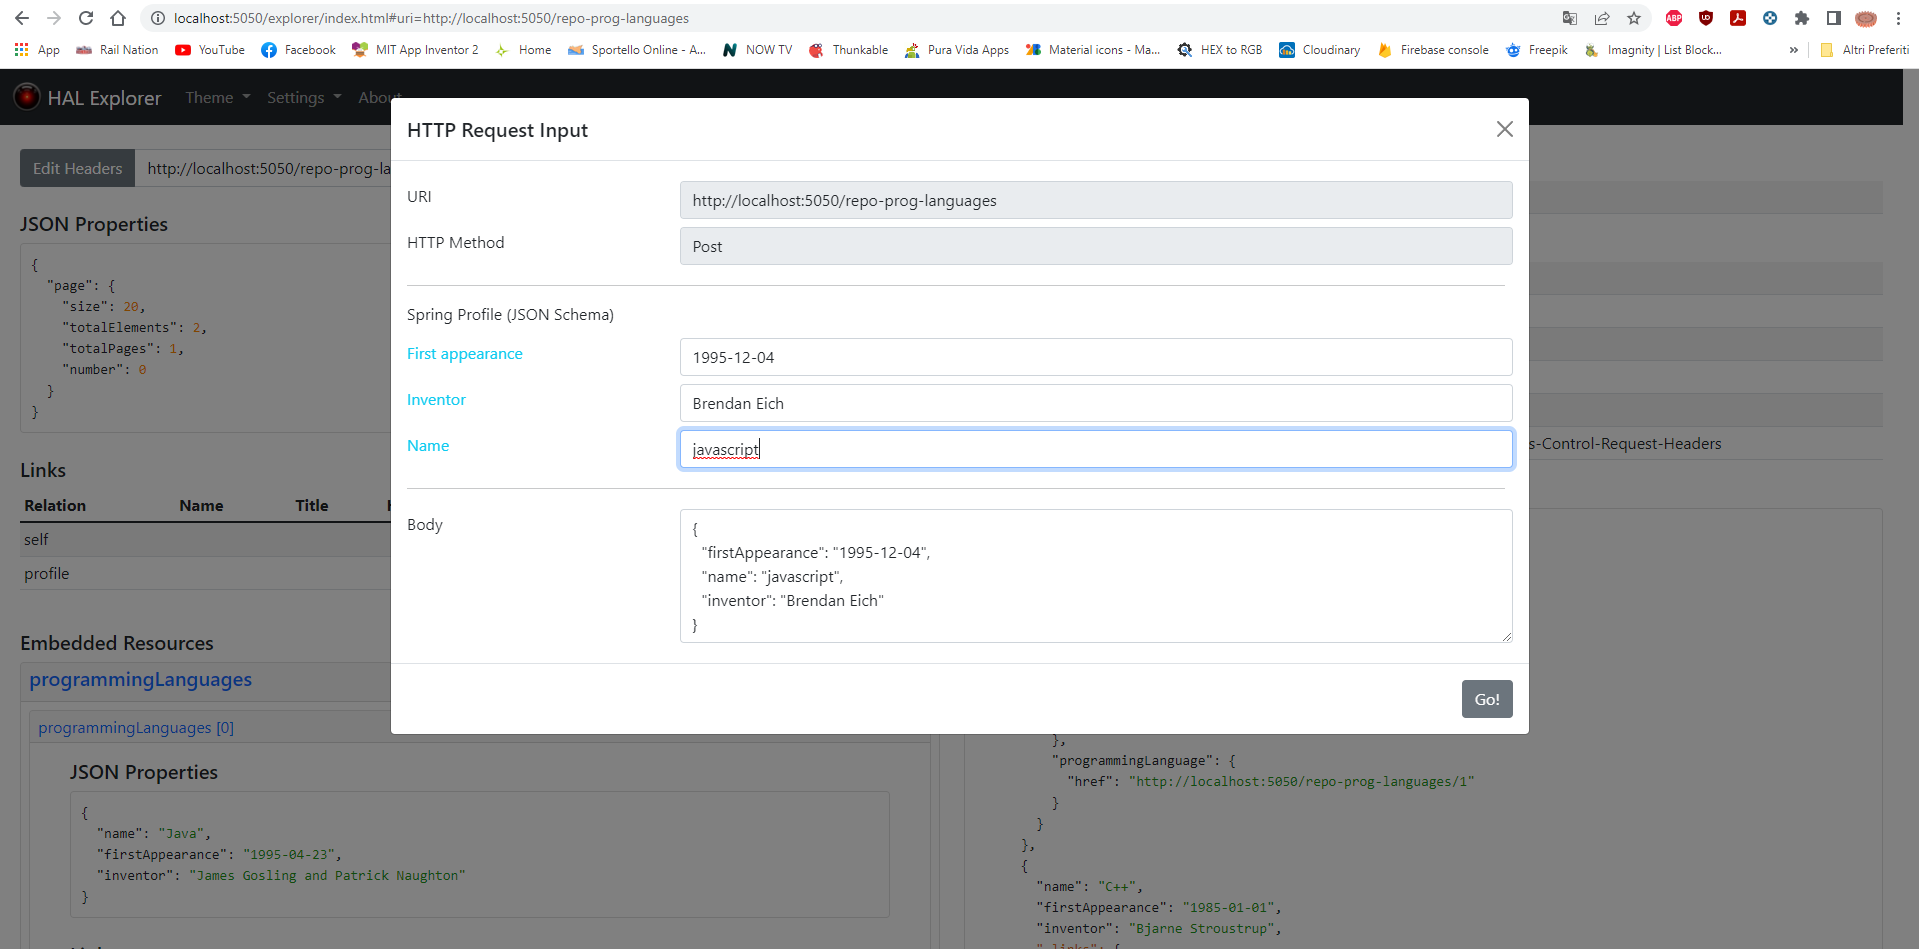 localhost:5050/explorer/index.html#uri=http://localhost:5050/repo-prog-languages
App Rail Nation YouTube Facebook MIT App Inventor 2 Home Sportello Online - A... NOW TV Thunkable Pura Vida Apps Material icons - Ma... HEX to RGB Cloudinary Firebase console Freepik Imagnity | List Block... » Altri Preferiti
HAL Explorer Theme Settings About
HTTP Request Input
Edit Headers http://localhost:5050/repo-prog-la
URI http://localhost:5050/repo-prog-languages
HTTP Method Post
Spring Profile (JSON Schema)
First appearance 1995-12-04
Inventor Brendan Eich
Name javascript
Body {
"firstAppearance": "1995-12-04",
"name": "javascript",
"inventor": "Brendan Eich"
}
Go!
JSON Properties
{
"page": {
"size": 20,
"totalElements": 2,
"totalPages": 1,
"number": 0
}
}
Links
Relation Name Title
self
profile
Embedded Resources
programmingLanguages
programmingLanguages [0]
JSON Properties
{
"name": "Java",
"firstAppearance": "1995-04-23",
"inventor": "James Gosling and Patrick Naughton"
}
s-Control-Request-Headers
},
"programmingLanguage": {
"href": "http://localhost:5050/repo-prog-languages/1"
}
}
},
{
"name": "C++",
"firstAppearance": "1985-01-01",
"inventor": "Bjarne Stroustrup",
"_links": {